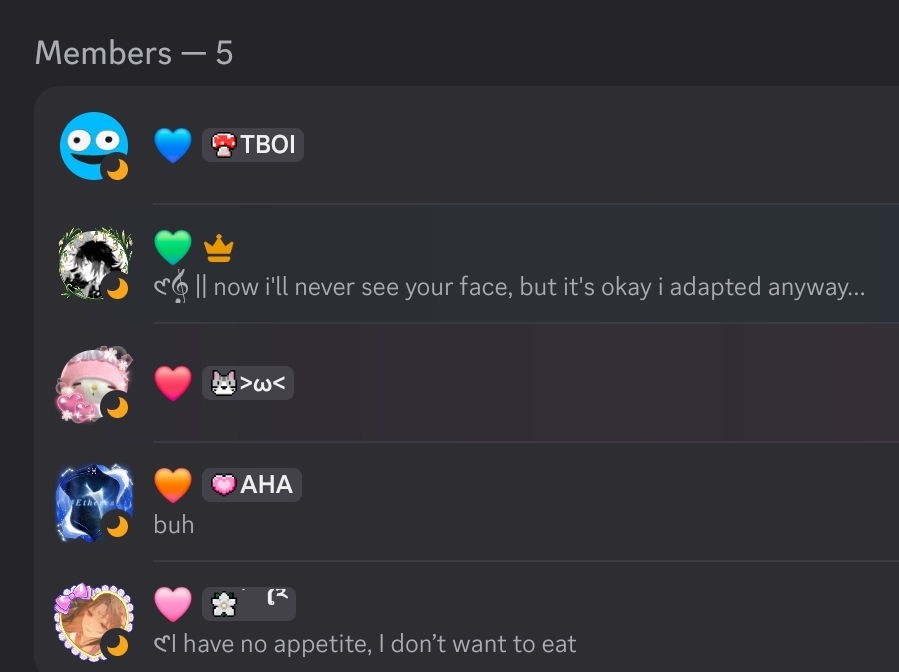 Members — 5
💙 TBOI
💚
ღ𝄞 || now i'll never see your face, but it's okay i adapted anyway...
❤️ >ω<
🧡 AHA
buh
🩷
ღI have no appetite, I don’t want to eat